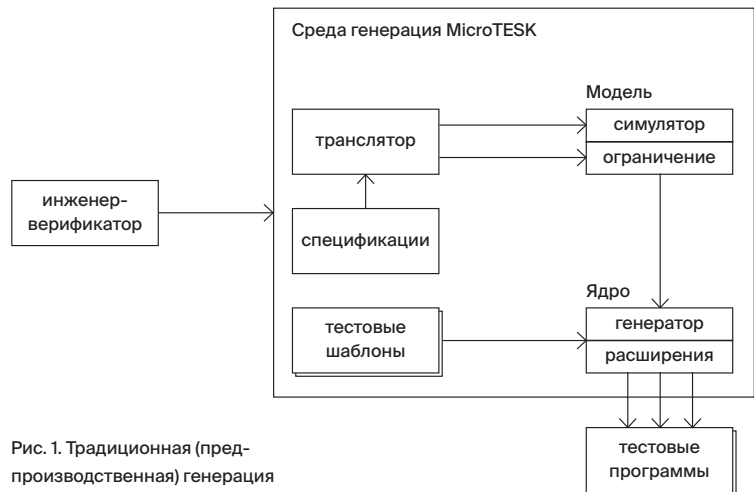 Среда генерация MicroTESK
Модель
транслятор
симулятор
ограничение
инженер-
верификатор
спецификации
Ядро
тестовые
шаблоны
генератор
расширения
Рис. 1. Традиционная (пред-
производственная) генерация
тестовые
программы